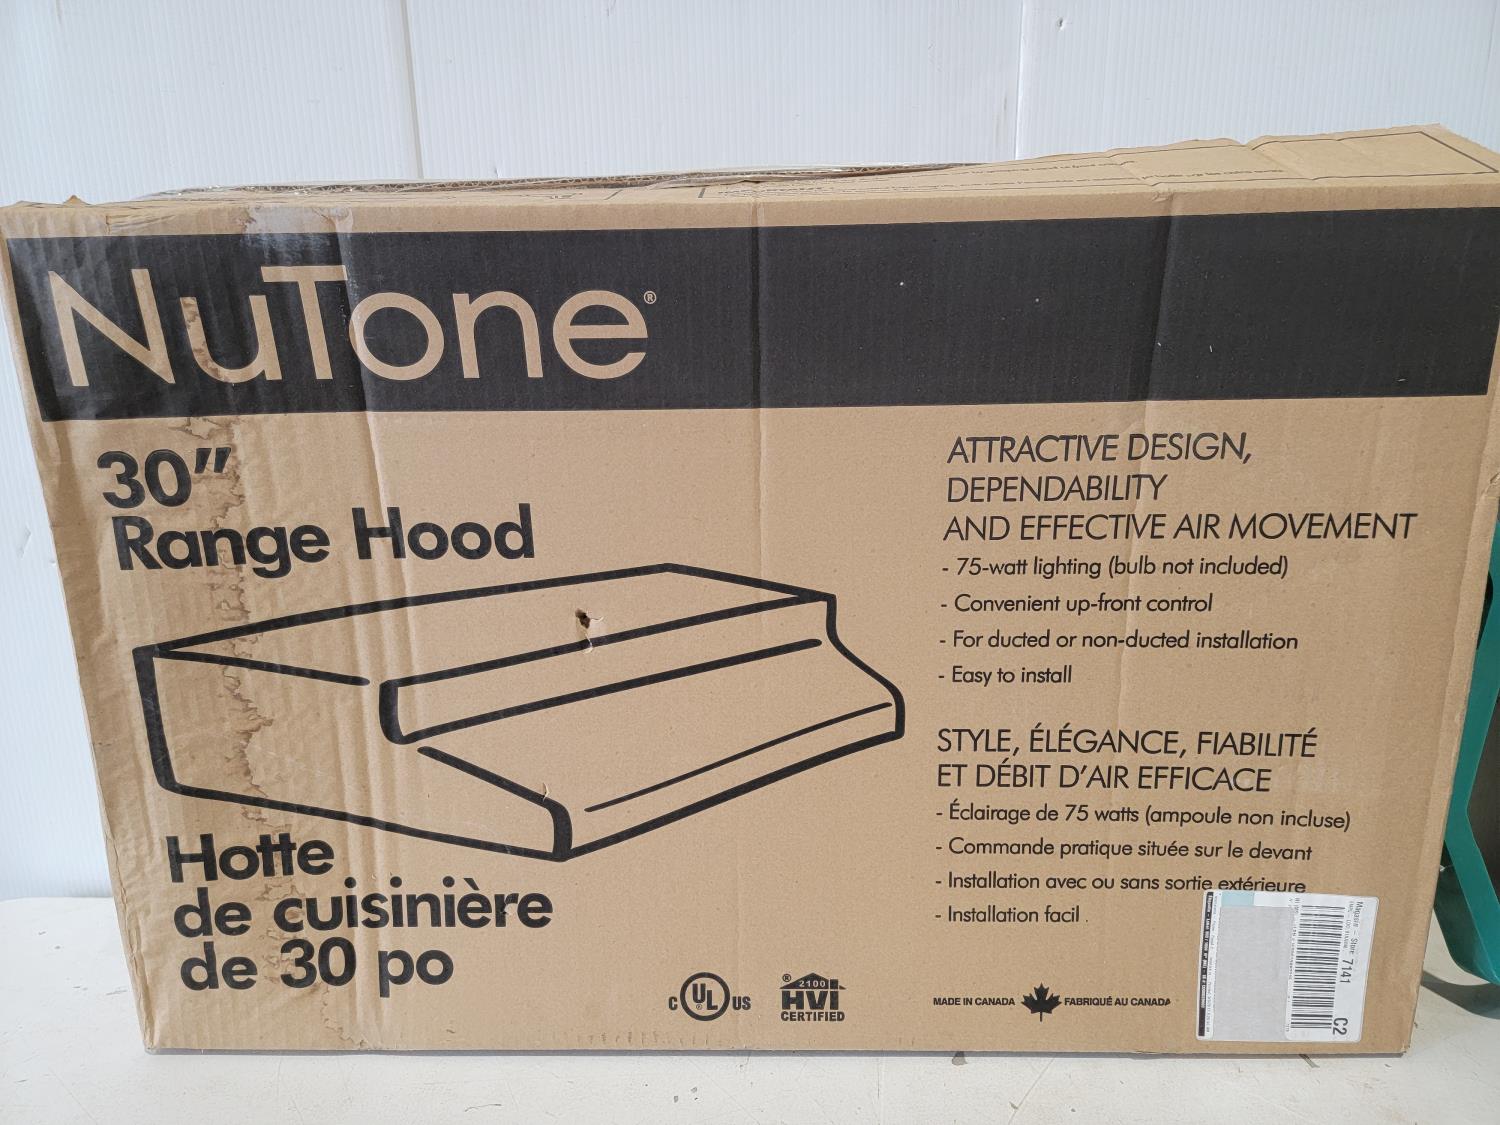 NuTone®
30"
Range Hood
Hotte
de cuisinière
de 30 po
ATTRACTIVE DESIGN,
DEPENDABILITY
AND EFFECTIVE AIR MOVEMENT
- 75-watt lighting (bulb not included)
- Convenient up-front control
- For ducted or non-ducted installation
- Easy to install
STYLE, ÉLÉGANCE, FIABILITÉ
ET DÉBIT D'AIR EFFICACE
- Éclairage de 75 watts (ampoule non incluse)
- Commande pratique située sur le devant
- Installation avec ou sans sortie extérieure
- Installation facil
C UL® US
® 2100
HVI
CERTIFIED
MADE IN CANADA FABRIQUÉ AU CANADA
Magasin - Store 7141
C2